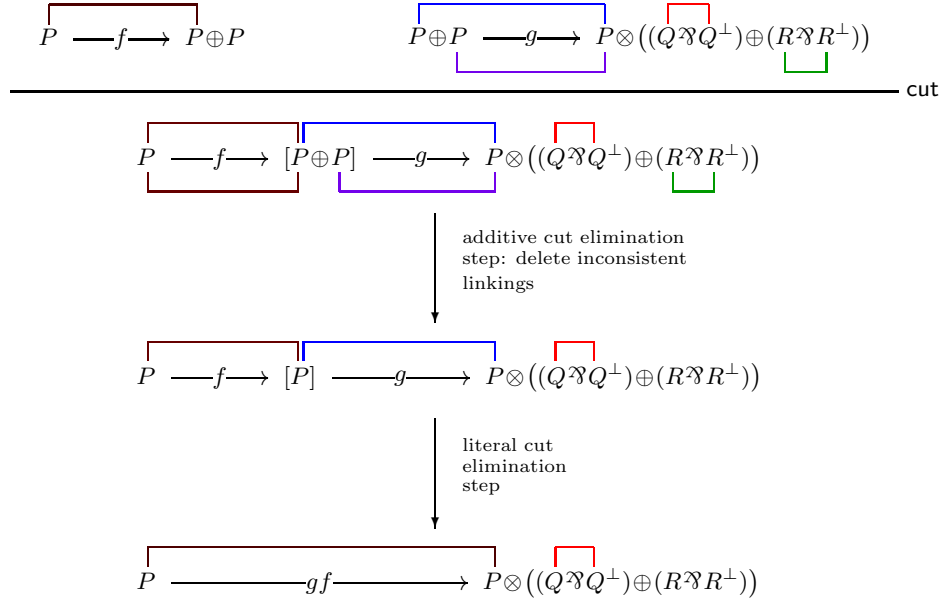 P f P⊕P P⊕P g P⊗((Q⅋Q⊥)⊕(R⅋R⊥))
cut
P f [P⊕P] g P⊗((Q⅋Q⊥)⊕(R⅋R⊥))
additive cut elimination
step: delete inconsistent
linkings
P f [P] g P⊗((Q⅋Q⊥)⊕(R⅋R⊥))
literal cut
elimination
step
P gf P⊗((Q⅋Q⊥)⊕(R⅋R⊥))